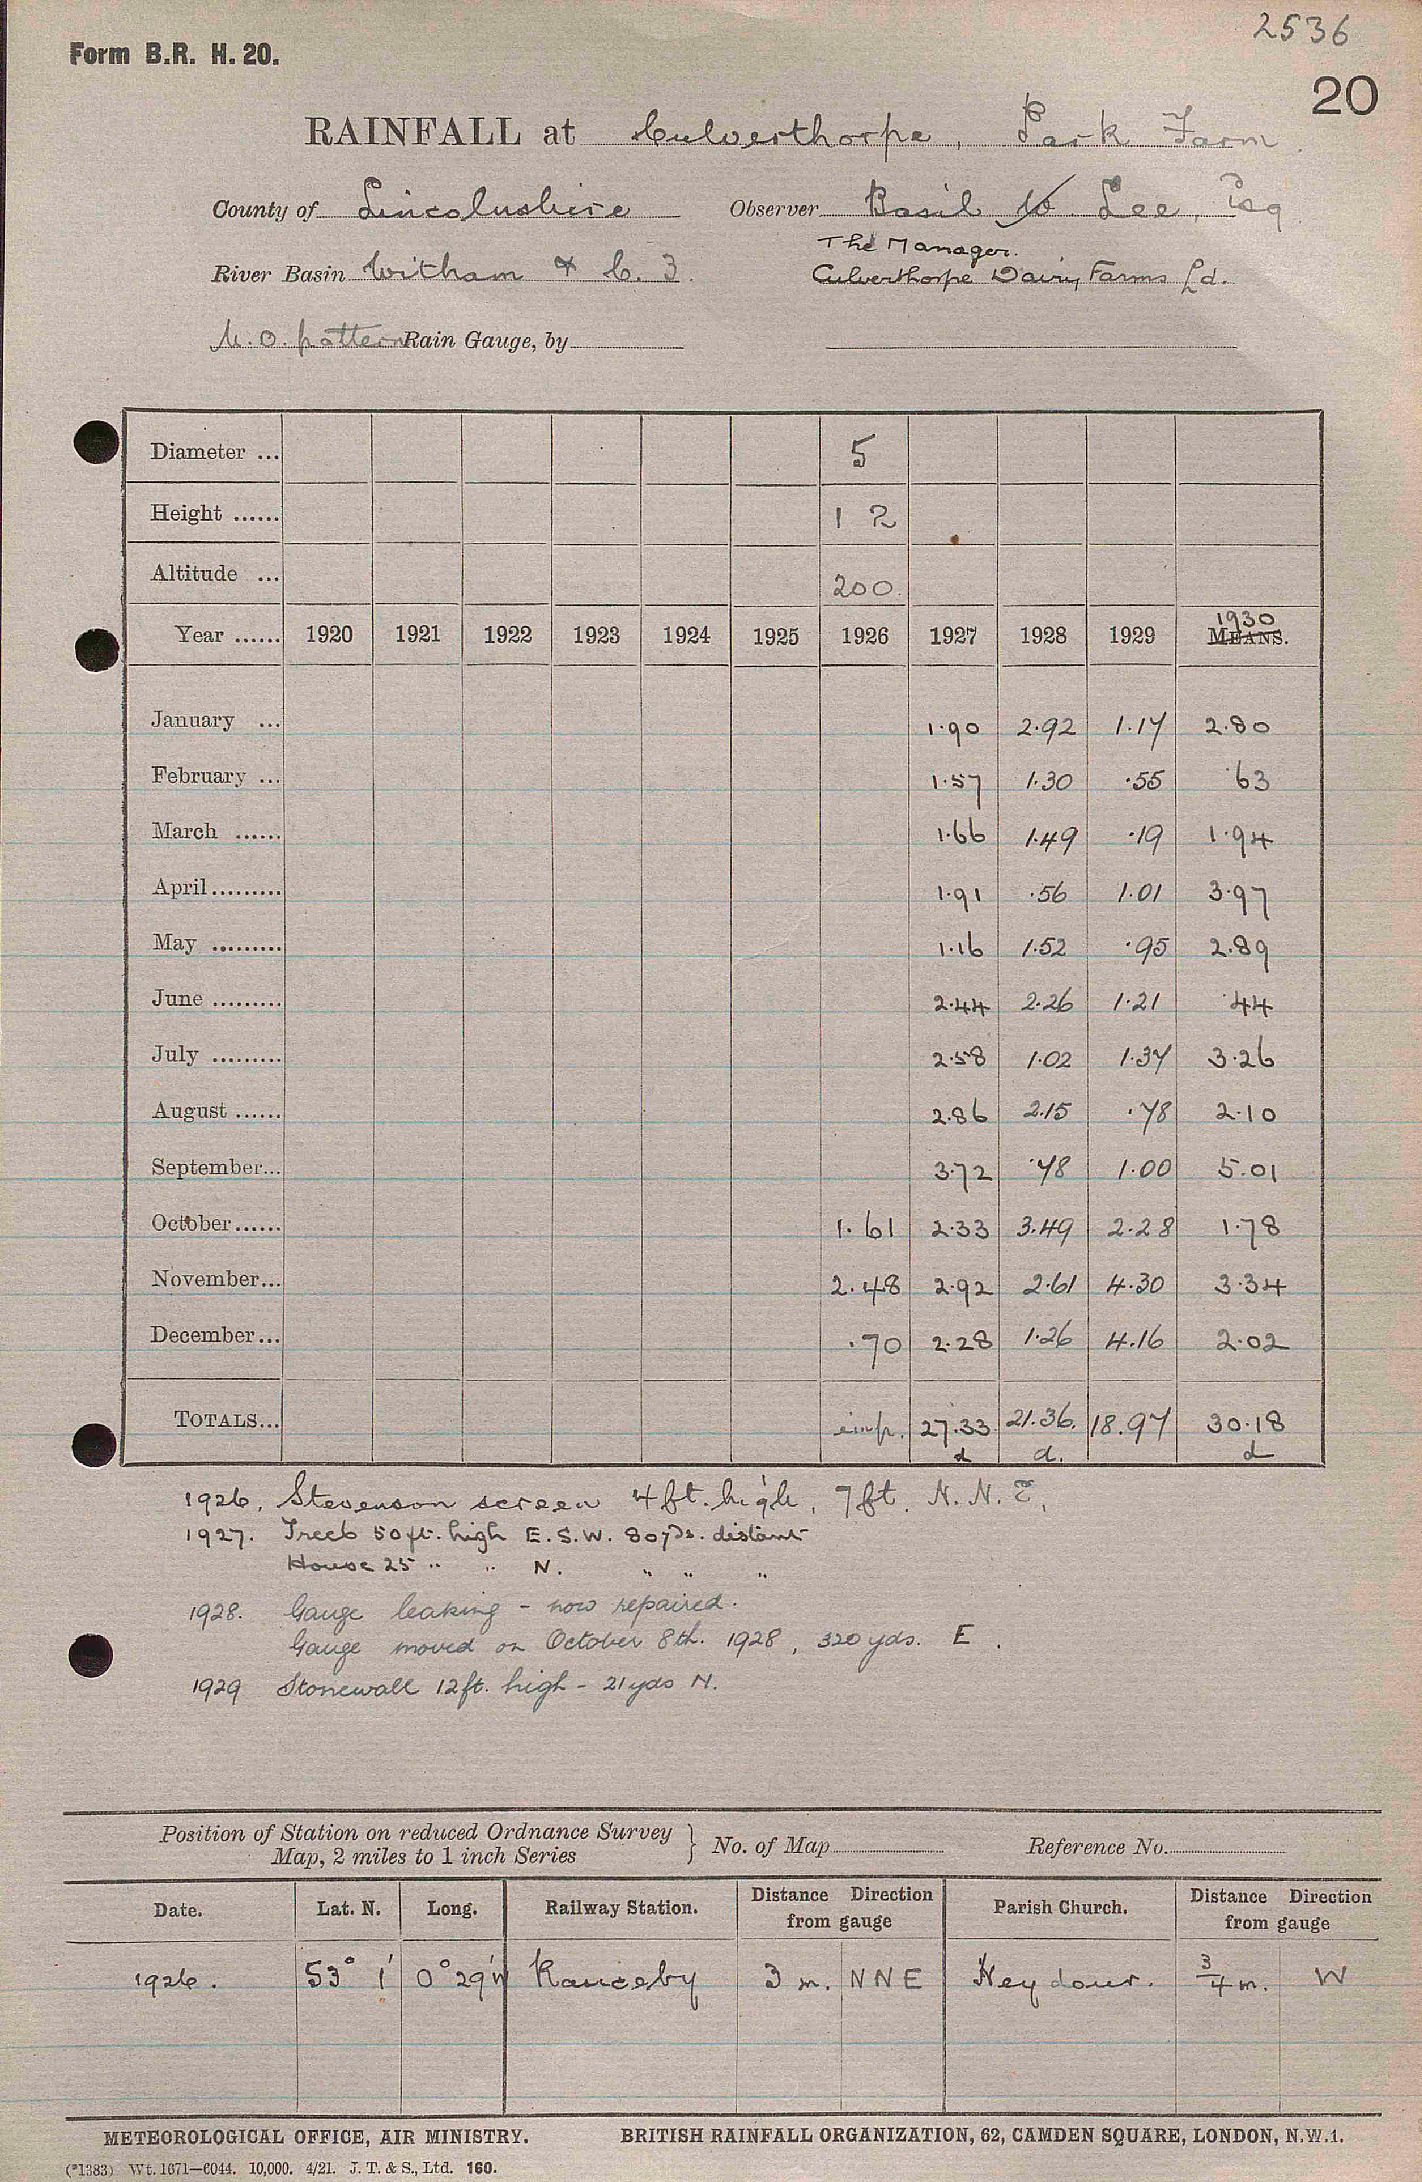 2536
Form B.R. H. 20.
20
RAINFALL at Culverthorpe, Park Farm.
County of Lincolnshire Observer Basil W. Lee, Esq
The Manager.
River Basin Witham & C. 3. Culverthorpe Dairy Farms Ld.
M.O. pattern Rain Gauge, by
Diameter ... 5
Height ...... 12
Altitude ... 200.
1930
Year ...... 1920 1921 1922 1923 1924 1925 1926 1927 1928 1929 MEANS.
January ... 1.90 2.92 1.17 2.80
February ... 1.57 1.30 .55 .63
March ...... 1.66 1.49 .19 1.94
April ......... 1.91 .56 1.01 3.97
May ......... 1.16 1.52 .95 2.89
June ......... 2.44 2.26 1.21 .44
July ......... 2.58 1.02 1.37 3.26
August ...... 2.86 2.15 .78 2.10
September... 3.72 .78 1.00 5.01
October ...... 1.61 2.33 3.49 2.28 1.78
November... 2.48 2.92 2.61 4.30 3.34
December ... .70 2.28 1.26 4.16 2.02
TOTALS... imp. 27.33 21.36. 18.97 30.18
d d. d
1926. Stevenson screen 4ft. high, 7ft. N.N.E.
1927. Trees 50ft. high E.S.W. 80yds. distant
House 25 " " N. " " "
1928. Gauge leaking - now repaired.
Gauge moved on October 8th. 1928, 320 yds. E.
1929 Stonewall 12ft. high - 21 yds N.
Position of Station on reduced Ordnance Survey
Map, 2 miles to 1 inch Series } No. of Map Reference No.
Date. Lat. N. Long. Railway Station. Distance Direction from gauge Parish Church. Distance Direction from gauge
1926. 53° 1' 0° 29' W Rauceby 3 m. NNE Heydour. 3/4 m. W
METEOROLOGICAL OFFICE, AIR MINISTRY. BRITISH RAINFALL ORGANIZATION, 62, CAMDEN SQUARE, LONDON, N.W.1.
(*1383) Wt. 1671—6044. 10,000. 4/21. J. T. & S., Ltd. 160.